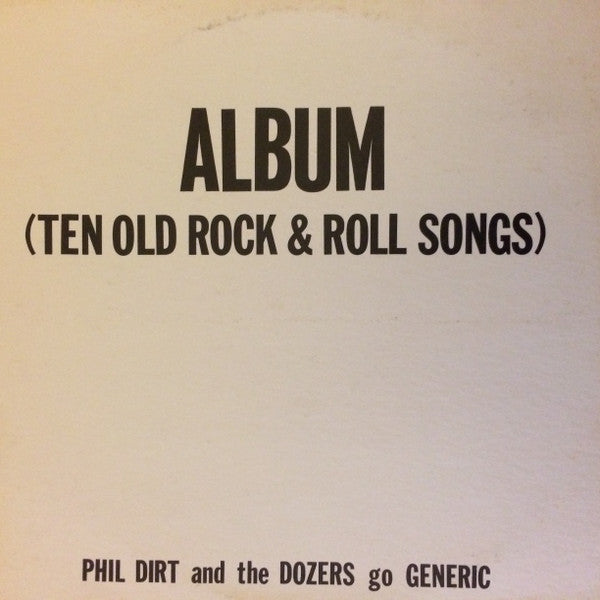 ALBUM
(TEN OLD ROCK & ROLL SONGS)
PHIL DIRT and the DOZERS go GENERIC